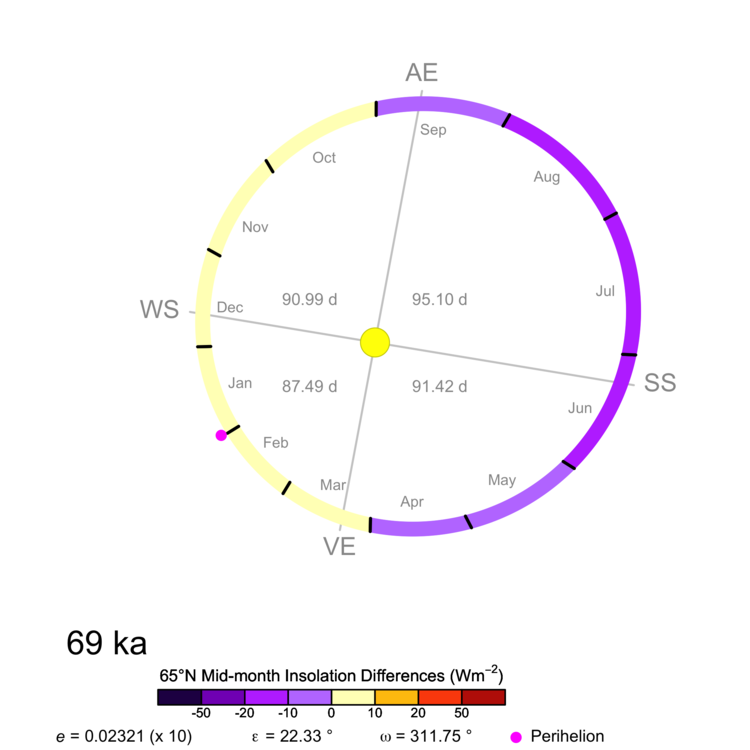 AE
Sep
Oct
Aug
Nov
Jul
90.99 d
95.10 d
WS
Dec
Jan
87.49 d
91.42 d
SS
Jun
Feb
Mar
May
Apr
VE
69 ka
65°N Mid-month Insolation Differences (Wm⁻²)
-50 -20 -10 0 10 20 50
e = 0.02321 (x 10) ε = 22.33 ° ω = 311.75 ° Perihelion